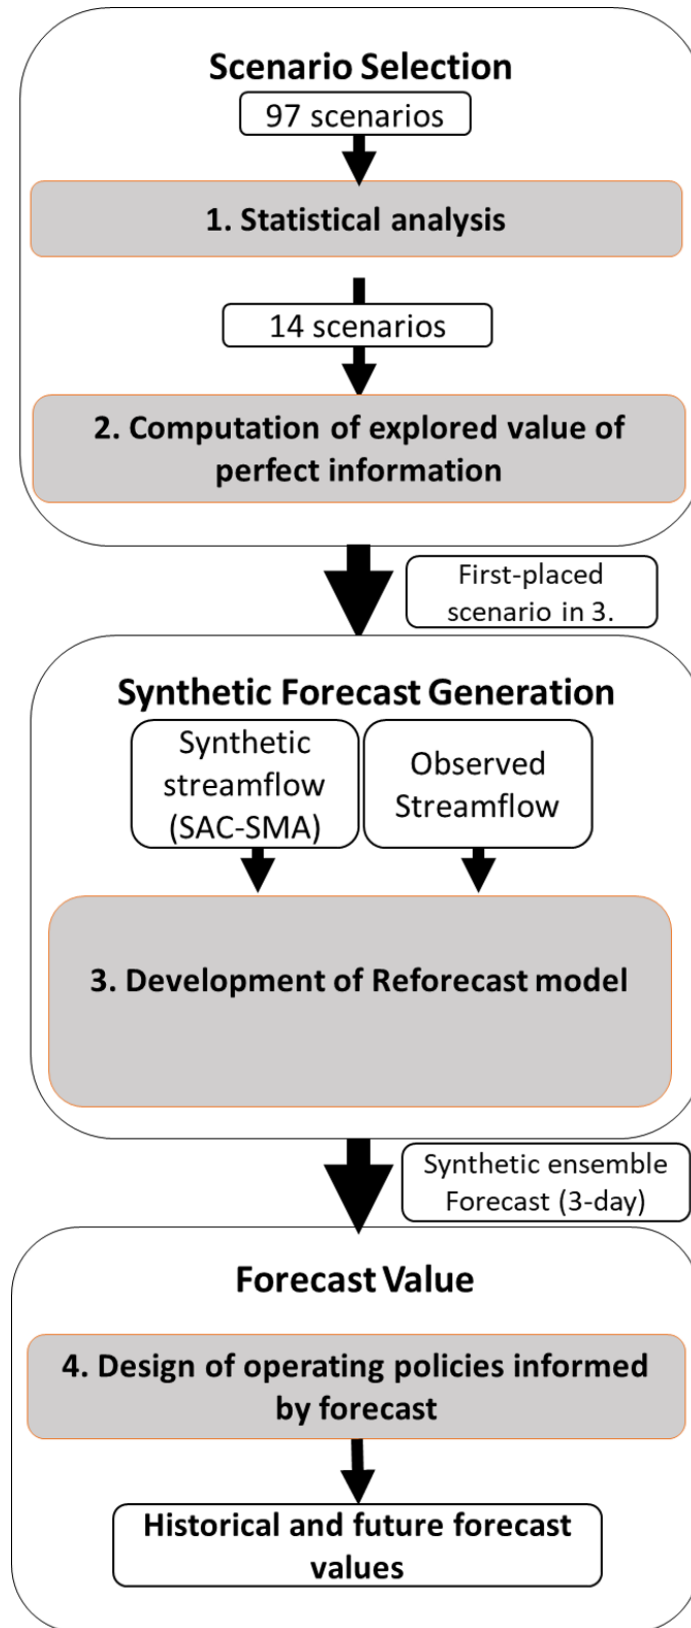 Scenario Selection
97 scenarios
1. Statistical analysis
14 scenarios
2. Computation of explored value of
perfect information
First-placed
scenario in 3.
Synthetic Forecast Generation
Synthetic
streamflow
(SAC-SMA)
Observed
Streamflow
3. Development of Reforecast model
Synthetic ensemble
Forecast (3-day)
Forecast Value
4. Design of operating policies informed
by forecast
Historical and future forecast
values